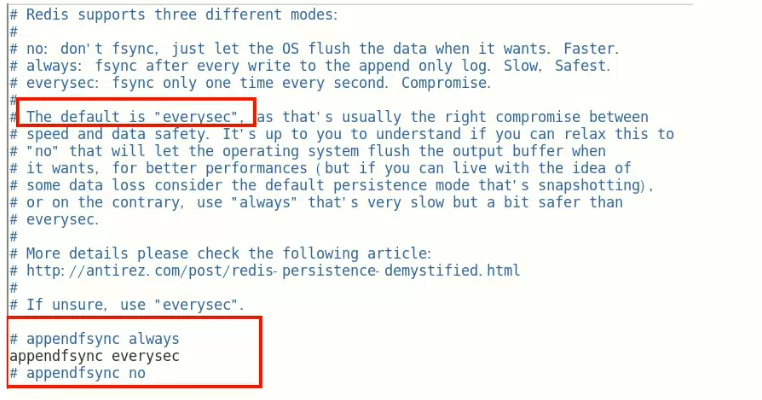 # Redis supports three different modes:
#
# no: don't fsync, just let the OS flush the data when it wants. Faster.
# always: fsync after every write to the append only log. Slow, Safest.
# everysec: fsync only one time every second. Compromise.
#
# The default is "everysec", as that's usually the right compromise between
# speed and data safety. It's up to you to understand if you can relax this to
# "no" that will let the operating system flush the output buffer when
# it wants, for better performances (but if you can live with the idea of
# some data loss consider the default persistence mode that's snapshotting),
# or on the contrary, use "always" that's very slow but a bit safer than
# everysec.
#
# More details please check the following article:
# http://antirez.com/post/redis-persistence-demystified.html
#
# If unsure, use "everysec".
# appendfsync always
appendfsync everysec
# appendfsync no